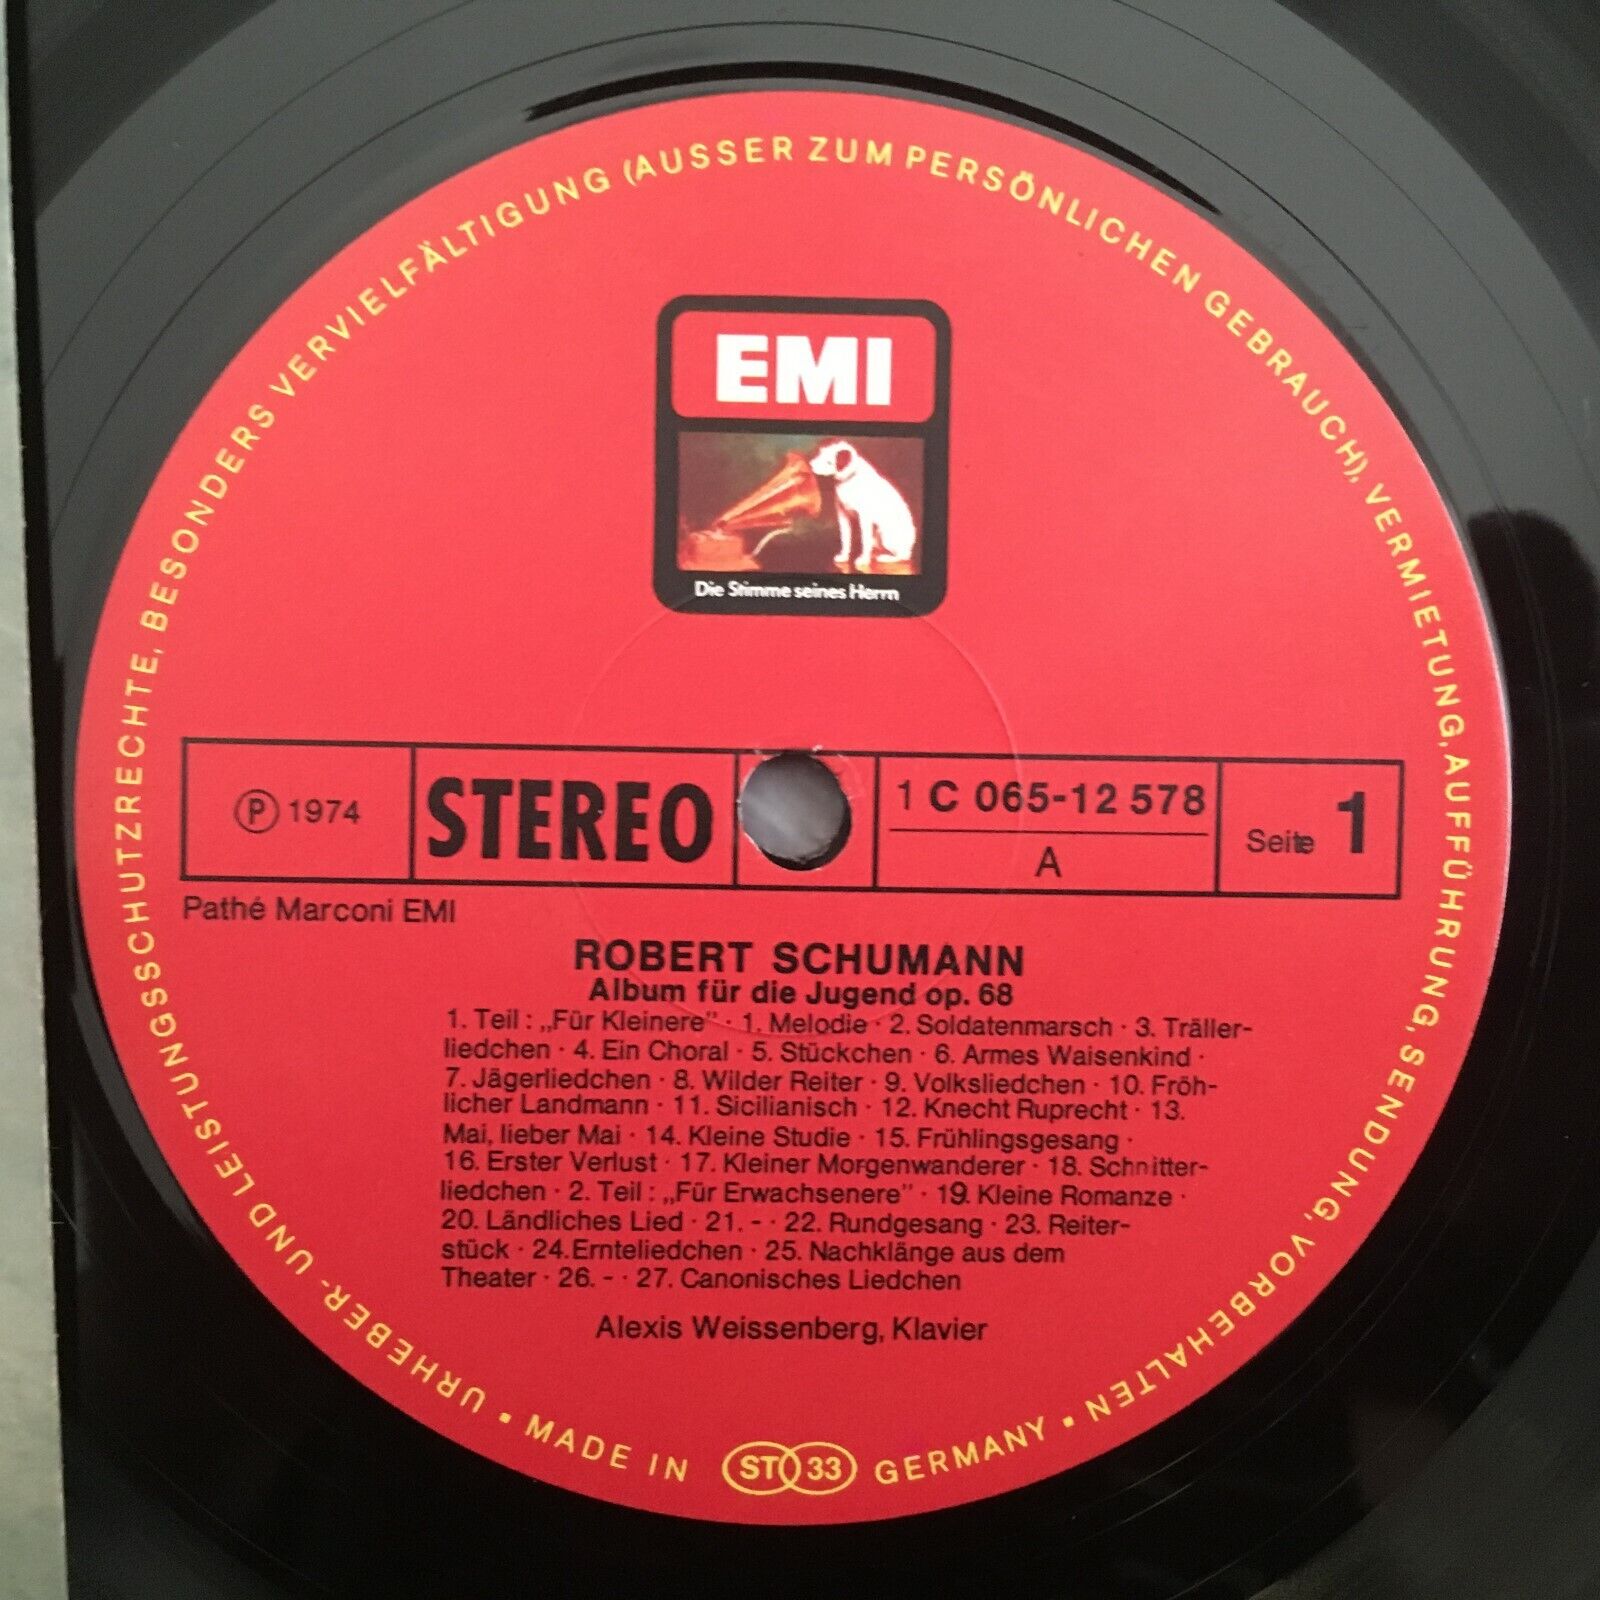 URHEBER- UND LEISTUNGSSCHUTZRECHTE, BESONDERS VERVIELFÄLTIGUNG (AUSSER ZUM PERSÖNLICHEN GEBRAUCH), VERMIETUNG, AUFFÜHRUNG, SENDUNG, VORBEHALTEN
EMI
Die Stimme seines Herrn
Ⓟ 1974
STEREO
1 C 065-12 578
A
Seite 1
Pathé Marconi EMI
ROBERT SCHUMANN
Album für die Jugend op. 68
1. Teil : „Für Kleinere” · 1. Melodie · 2. Soldatenmarsch · 3. Träller-
liedchen · 4. Ein Choral · 5. Stückchen · 6. Armes Waisenkind ·
7. Jägerliedchen · 8. Wilder Reiter · 9. Volksliedchen · 10. Fröh-
licher Landmann · 11. Sicilianisch · 12. Knecht Ruprecht · 13.
Mai, lieber Mai · 14. Kleine Studie · 15. Frühlingsgesang ·
16. Erster Verlust · 17. Kleiner Morgenwanderer · 18. Schnitter-
liedchen · 2. Teil : „Für Erwachsenere” · 19. Kleine Romanze ·
20. Ländliches Lied · 21. - · 22. Rundgesang · 23. Reiter-
stück · 24. Ernteliedchen · 25. Nachklänge aus dem
Theater · 26. - · 27. Canonisches Liedchen
Alexis Weissenberg, Klavier
▪ MADE IN ST 33 GERMANY ▪